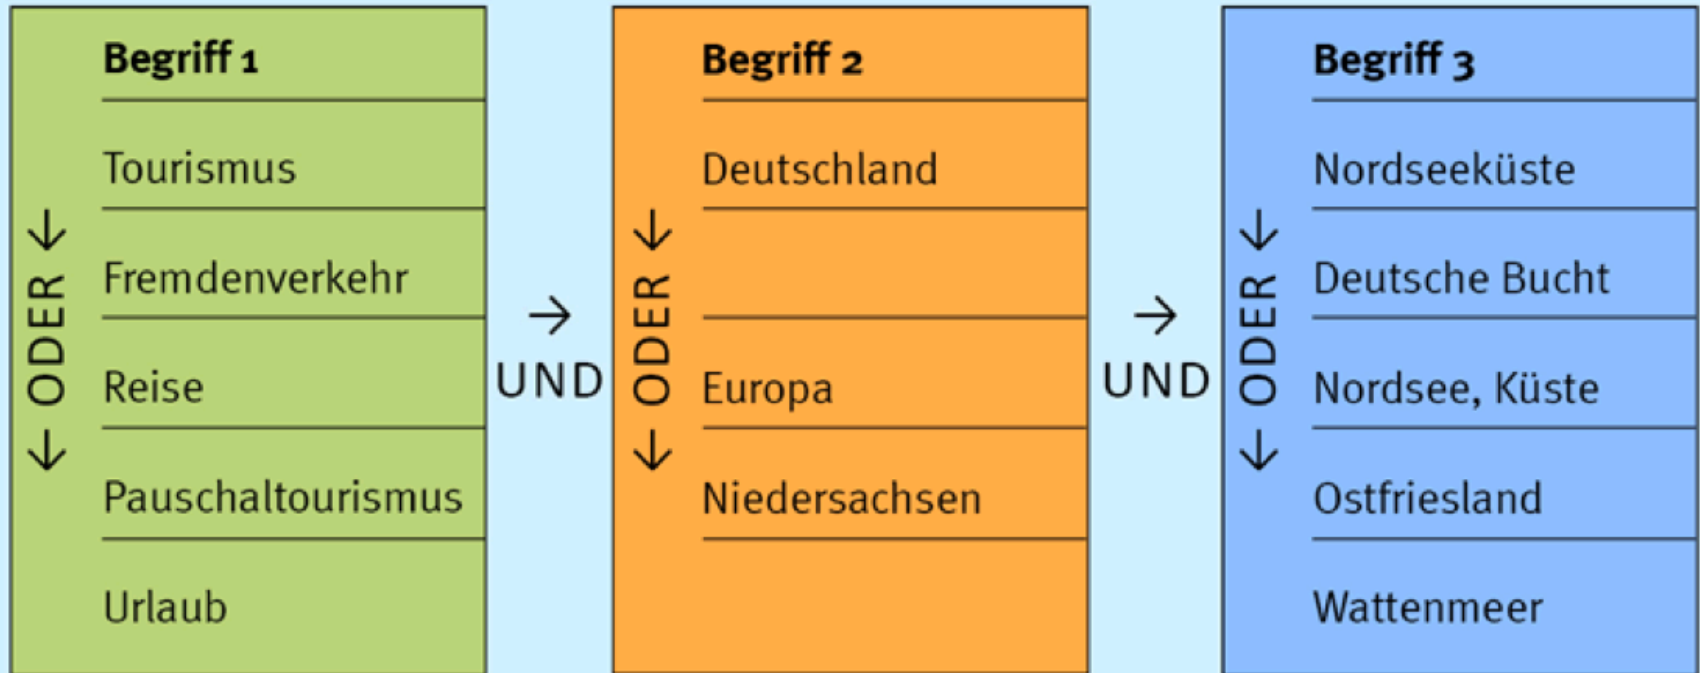 Begriff 1
Tourismus
Fremdenverkehr
Reise
Pauschaltourismus
Urlaub
↓ ODER ↓
→
UND
Begriff 2
Deutschland
Europa
Niedersachsen
↓ ODER ↓
→
UND
Begriff 3
Nordseeküste
Deutsche Bucht
Nordsee, Küste
Ostfriesland
Wattenmeer
↓ ODER ↓